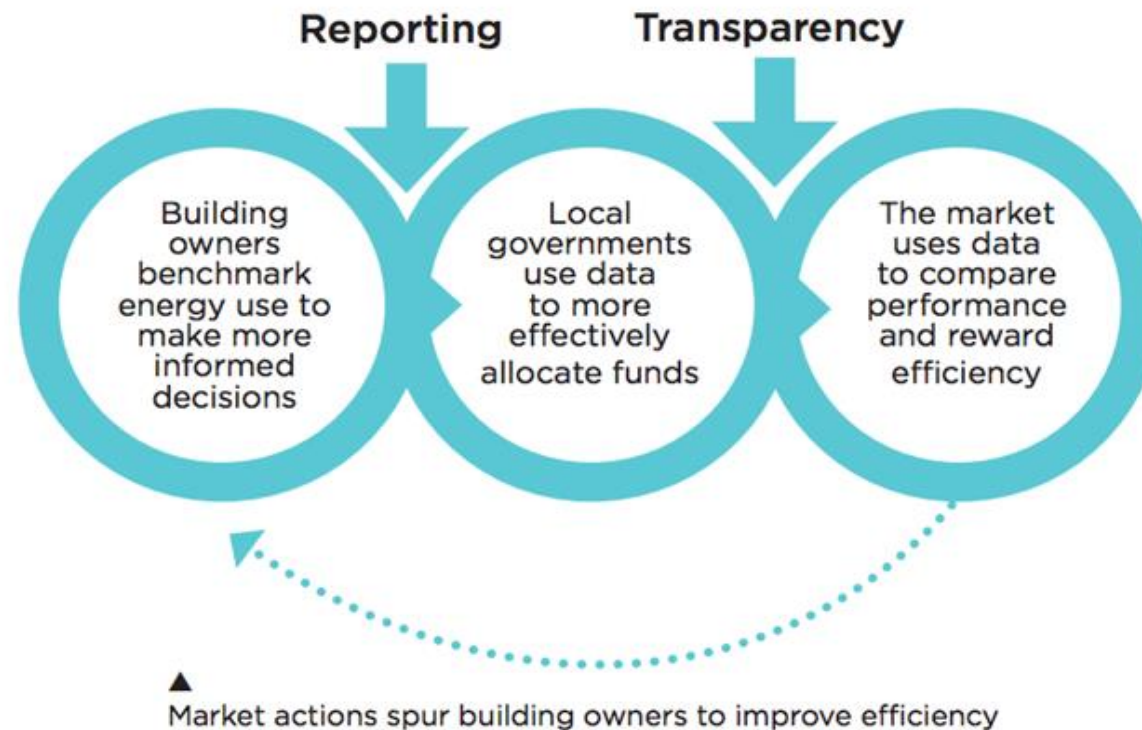 Reporting
Transparency
Building
owners
benchmark
energy use to
make more
informed
decisions
Local
governments
use data
to more
effectively
allocate funds
The market
uses data
to compare
performance
and reward
efficiency
▲
Market actions spur building owners to improve efficiency